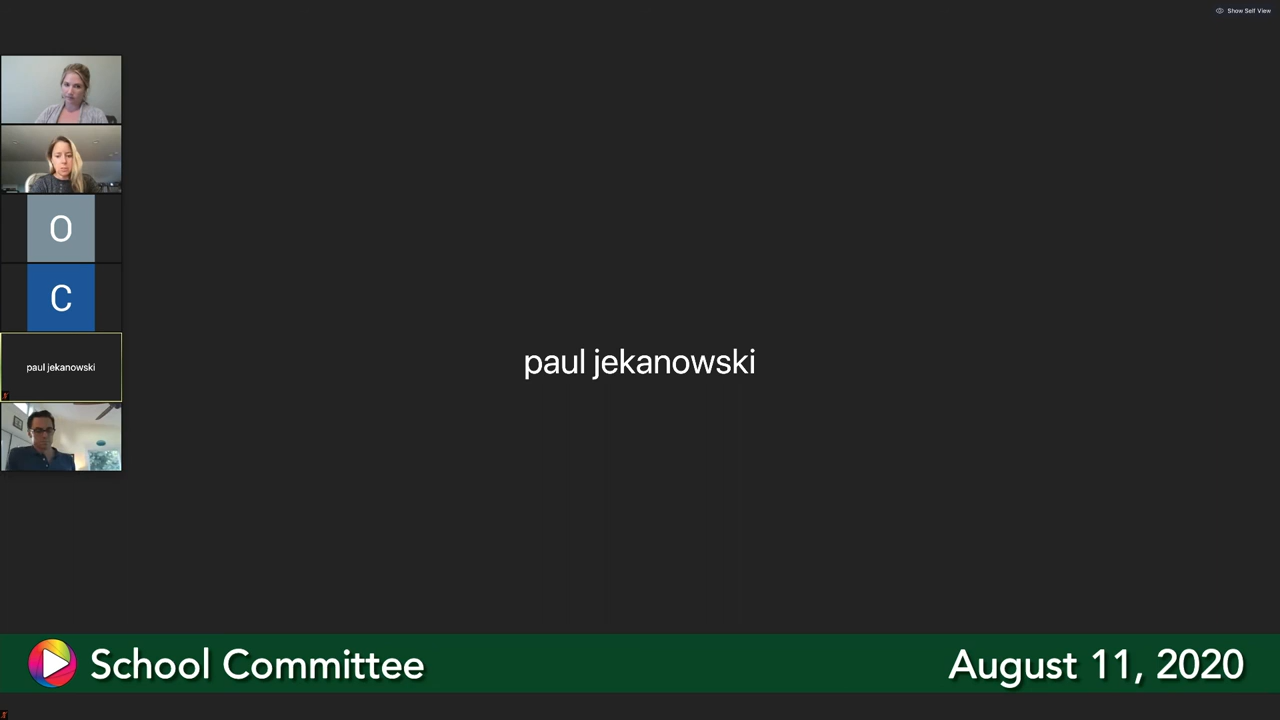 Show Self View
O
C
paul jekanowski
paul jekanowski
School Committee
August 11, 2020